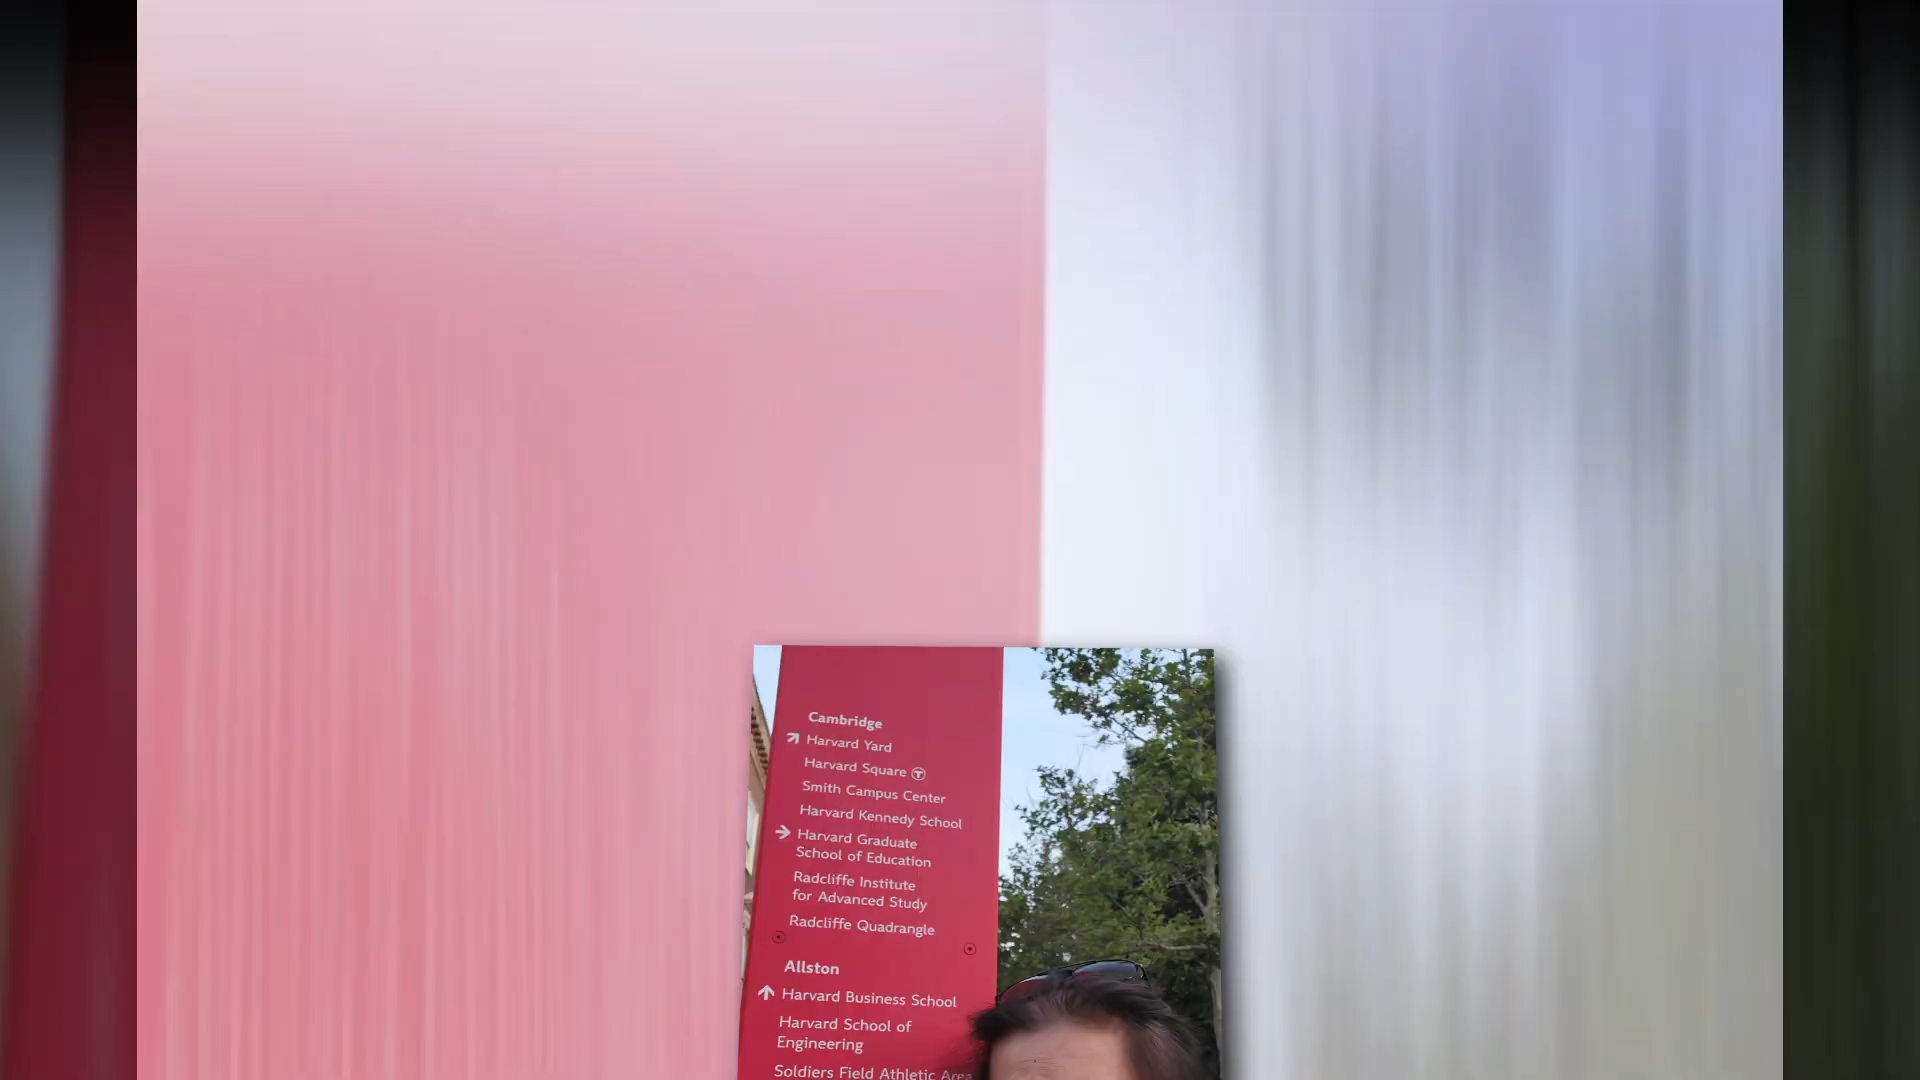 Cambridge
Harvard Yard
Harvard Square T
Smith Campus Center
Harvard Kennedy School
Harvard Graduate
School of Education
Radcliffe Institute
for Advanced Study
Radcliffe Quadrangle
Allston
Harvard Business School
Harvard School of
Engineering
Soldiers Field Athletic Area